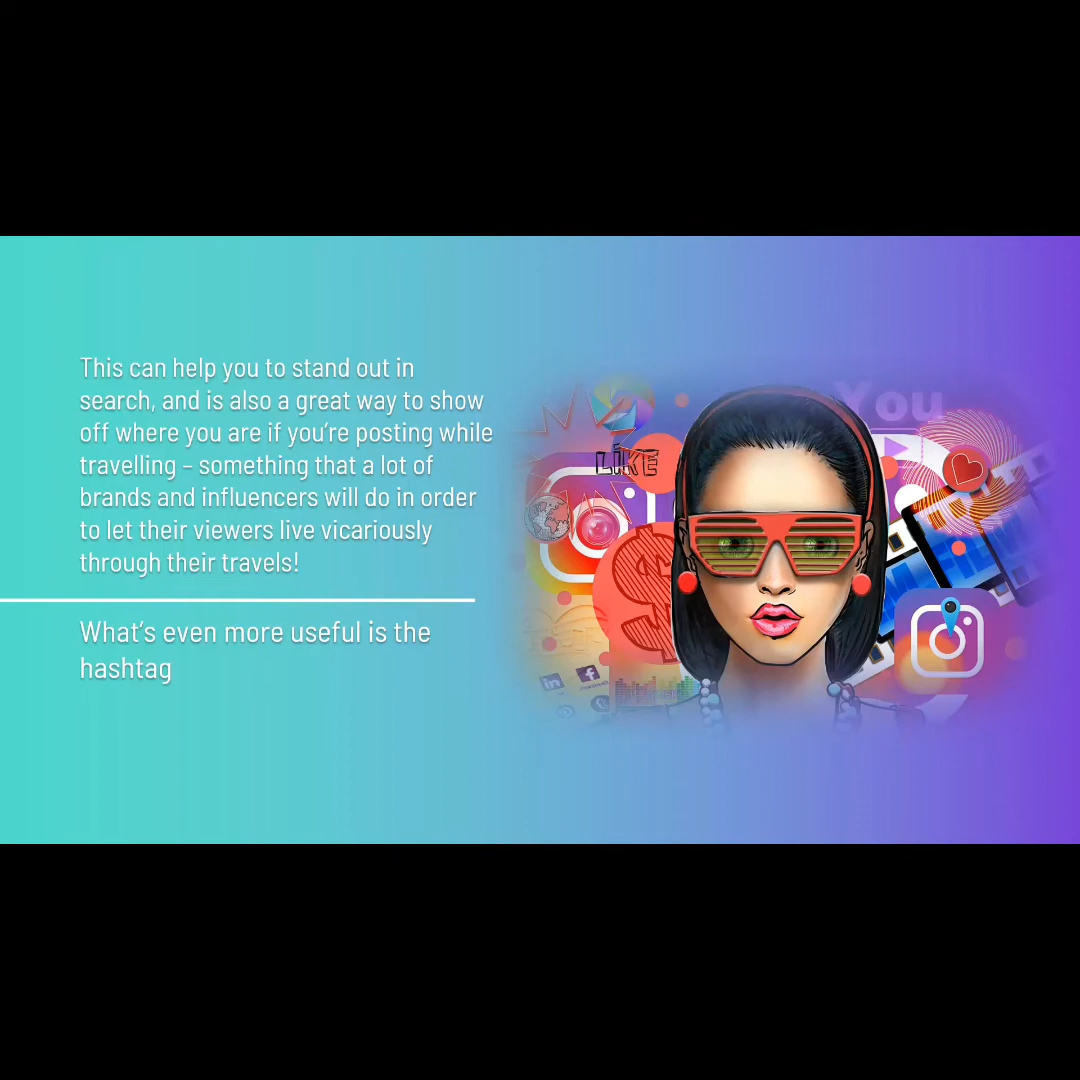 This can help you to stand out in
search, and is also a great way to show
off where you are if you’re posting while
travelling – something that a lot of
brands and influencers will do in order
to let their viewers live vicariously
through their travels!
What’s even more useful is the
hashtag
You
LIKE
in
f